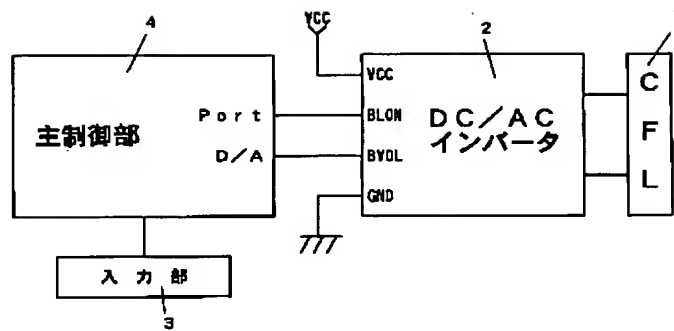 4
VCC
2
主制御部
Port
D/A
VCC
BLON
BVOL
GND
DC/AC
インバータ
C
F
L
入力部
3